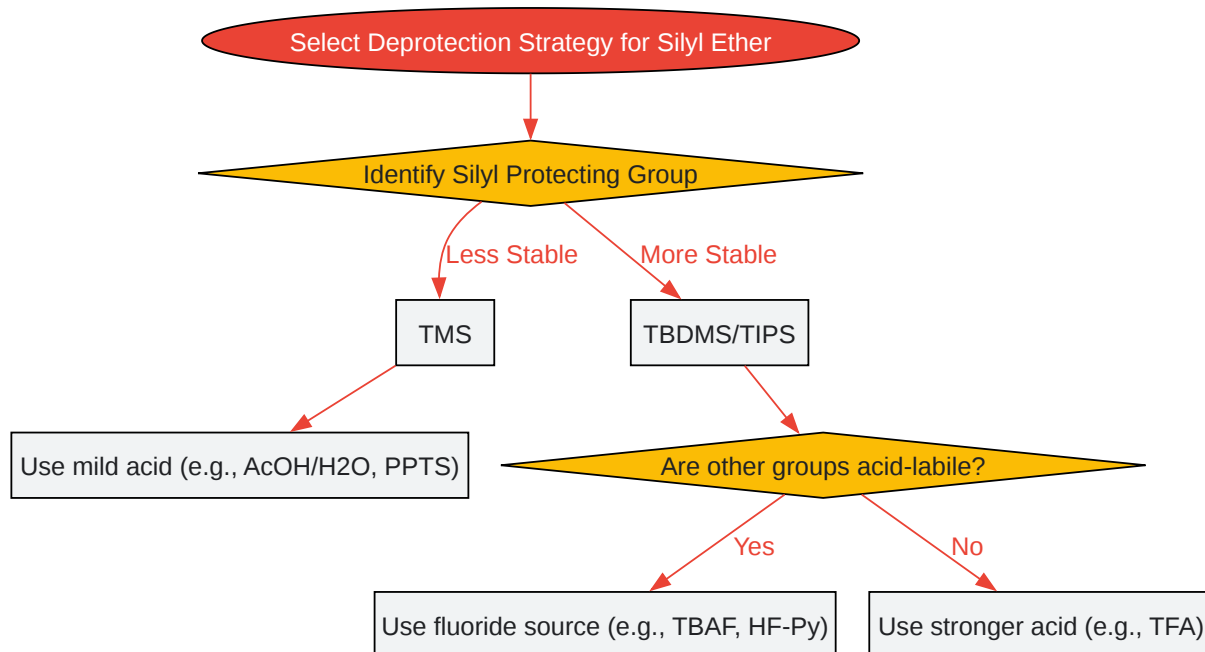 Select Deprotection Strategy for Silyl Ether
Identify Silyl Protecting Group
Less Stable
More Stable
TMS
TBDMS/TIPS
Use mild acid (e.g., AcOH/H2O, PPTS)
Are other groups acid-labile?
Yes
No
Use fluoride source (e.g., TBAF, HF-Py)
Use stronger acid (e.g., TFA)